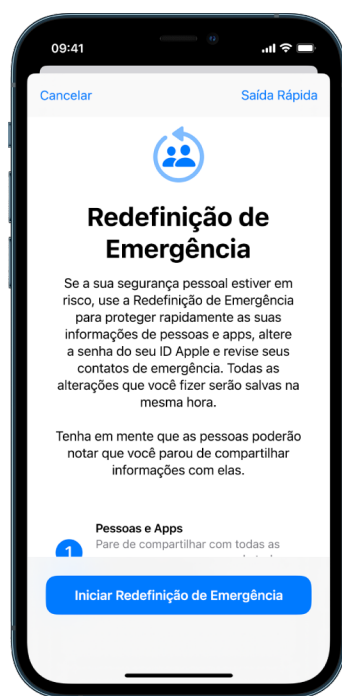 09:41
Cancelar
Saída Rápida
Redefinição de
Emergência
Se a sua segurança pessoal estiver em
risco, use a Redefinição de Emergência
para proteger rapidamente as suas
informações de pessoas e apps, altere
a senha do seu ID Apple e revise seus
contatos de emergência. Todas as
alterações que você fizer serão salvas na
mesma hora.
Tenha em mente que as pessoas poderão
notar que você parou de compartilhar
informações com elas.
Pessoas e Apps
1
Pare de compartilhar com todas as
Iniciar Redefinição de Emergência